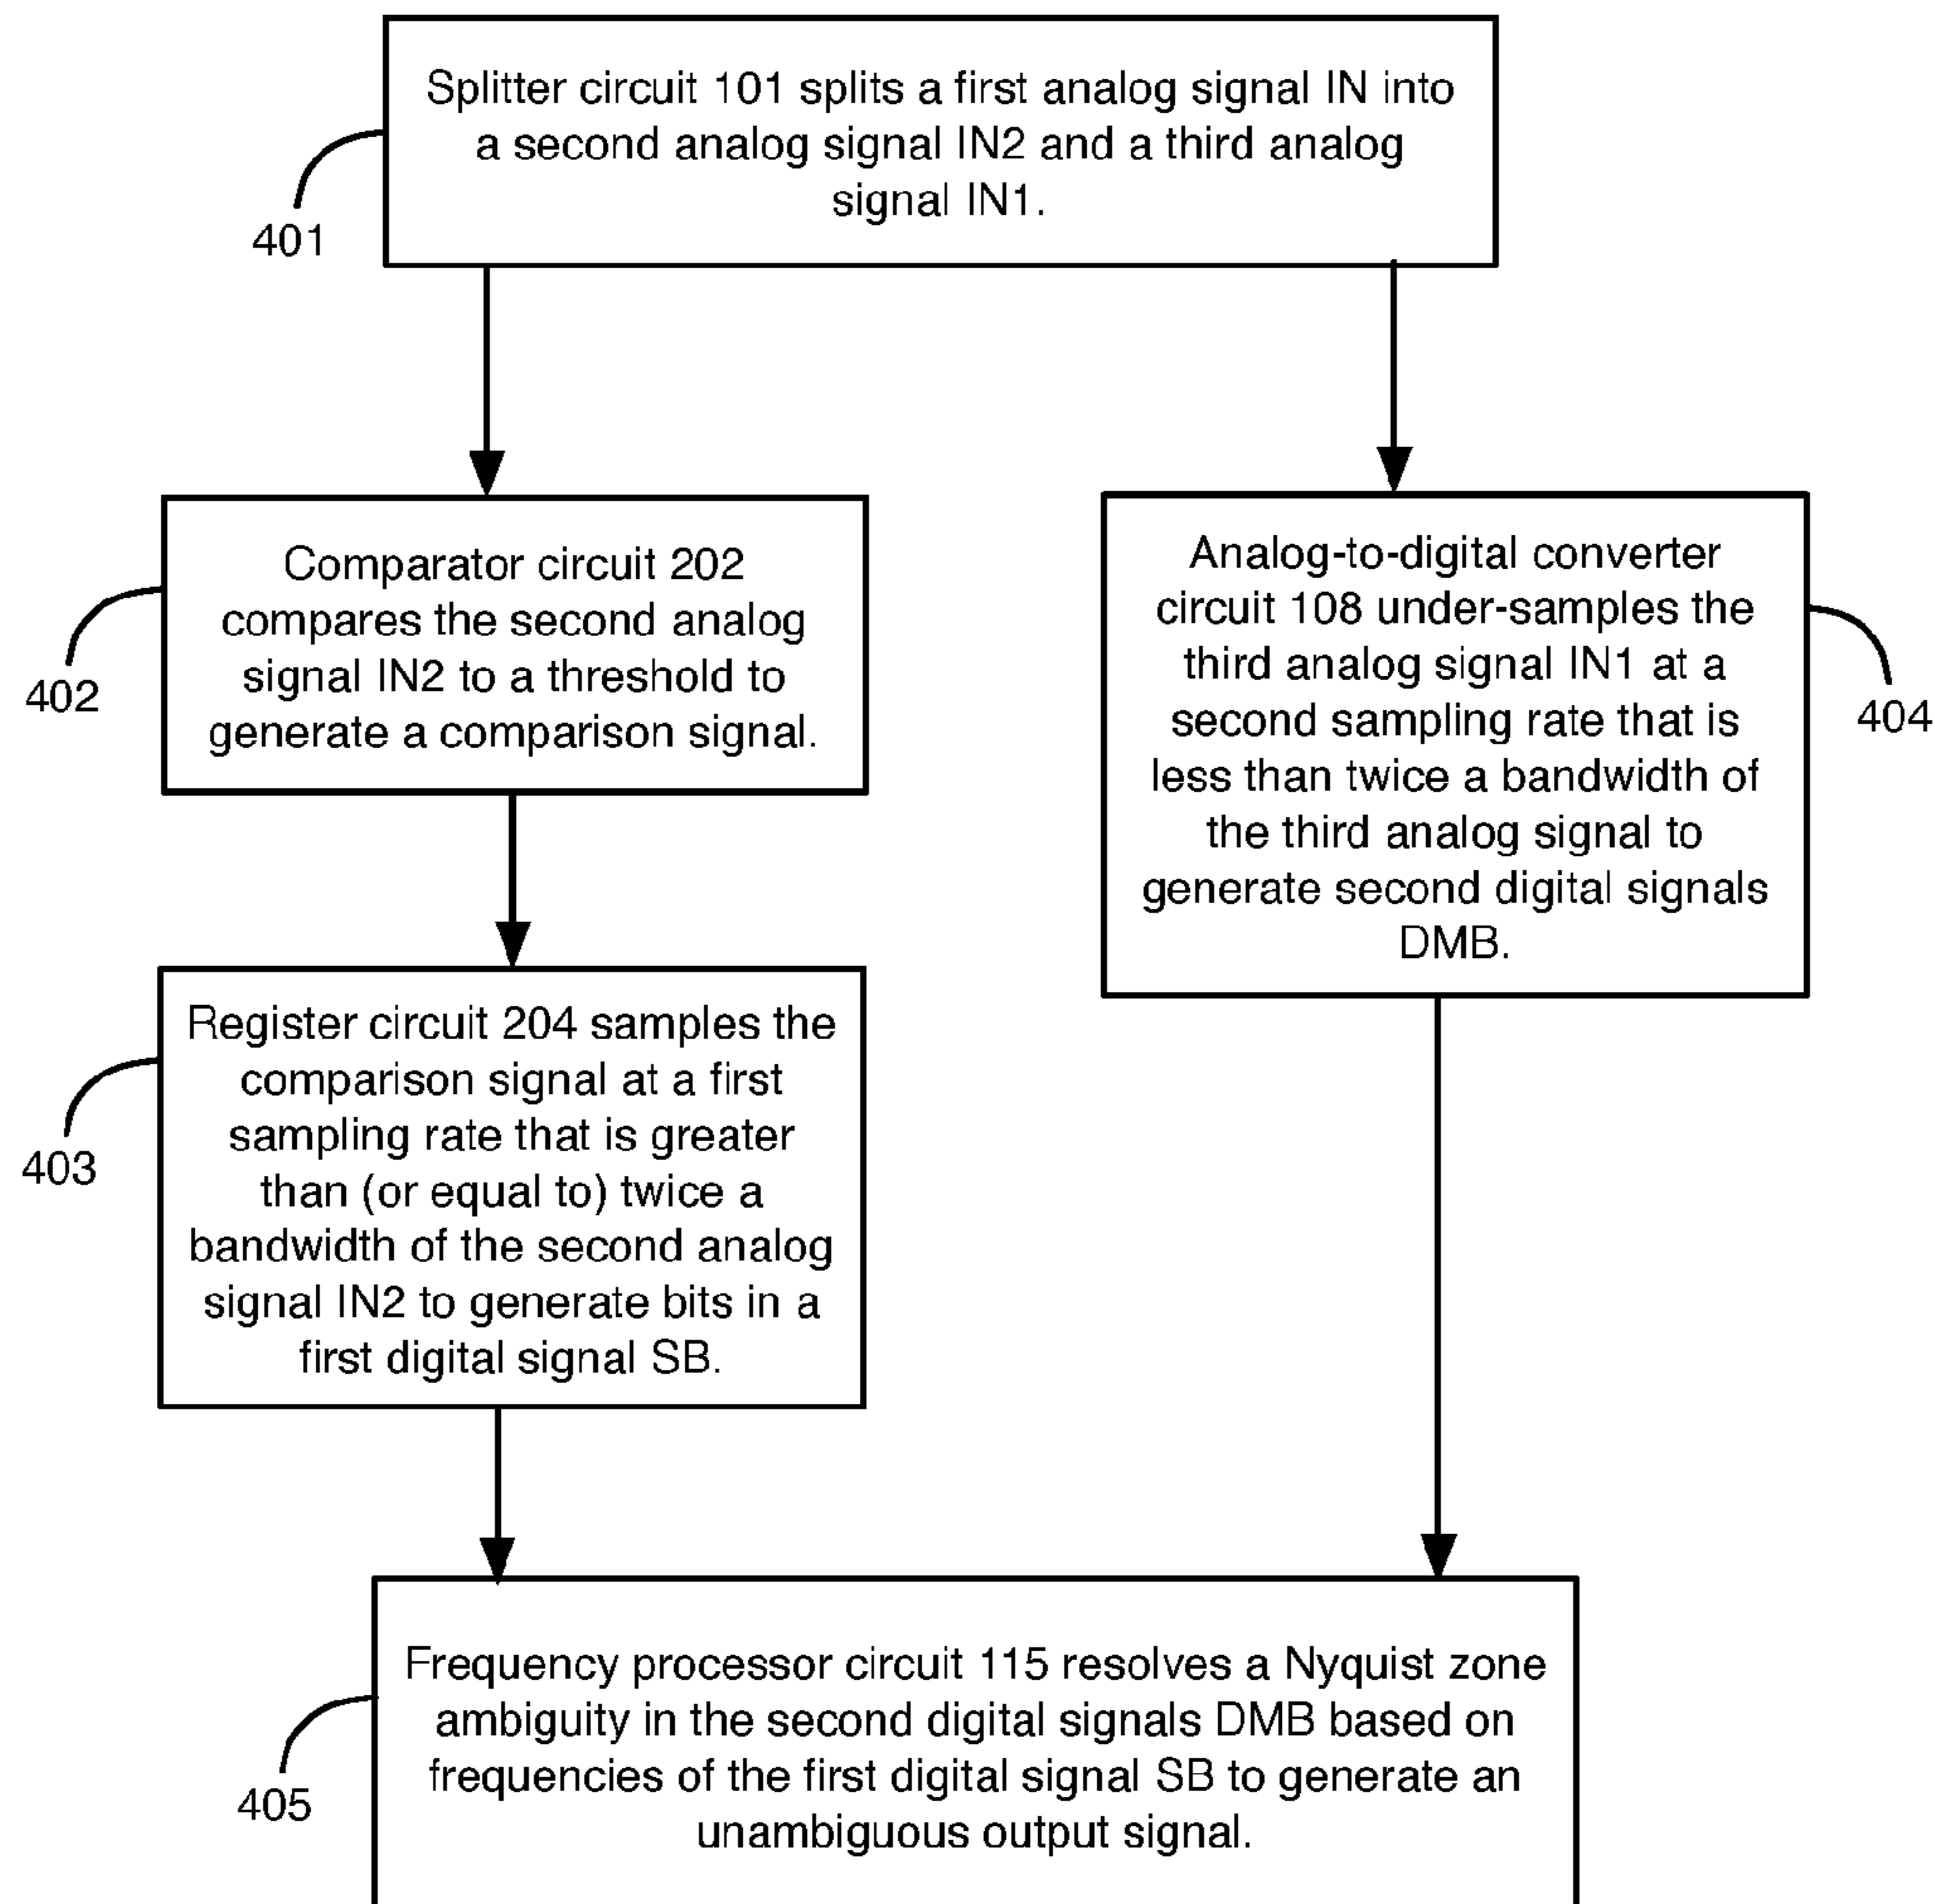 Splitter circuit 101 splits a first analog signal IN into
a second analog signal IN2 and a third analog
signal IN1.
401
Comparator circuit 202
compares the second analog
signal IN2 to a threshold to
generate a comparison signal.
402
Register circuit 204 samples the
comparison signal at a first
sampling rate that is greater
than (or equal to) twice a
bandwidth of the second analog
signal IN2 to generate bits in a
first digital signal SB.
403
Analog-to-digital converter
circuit 108 under-samples the
third analog signal IN1 at a
second sampling rate that is
less than twice a bandwidth of
the third analog signal to
generate second digital signals
DMB.
404
Frequency processor circuit 115 resolves a Nyquist zone
ambiguity in the second digital signals DMB based on
frequencies of the first digital signal SB to generate an
unambiguous output signal.
405